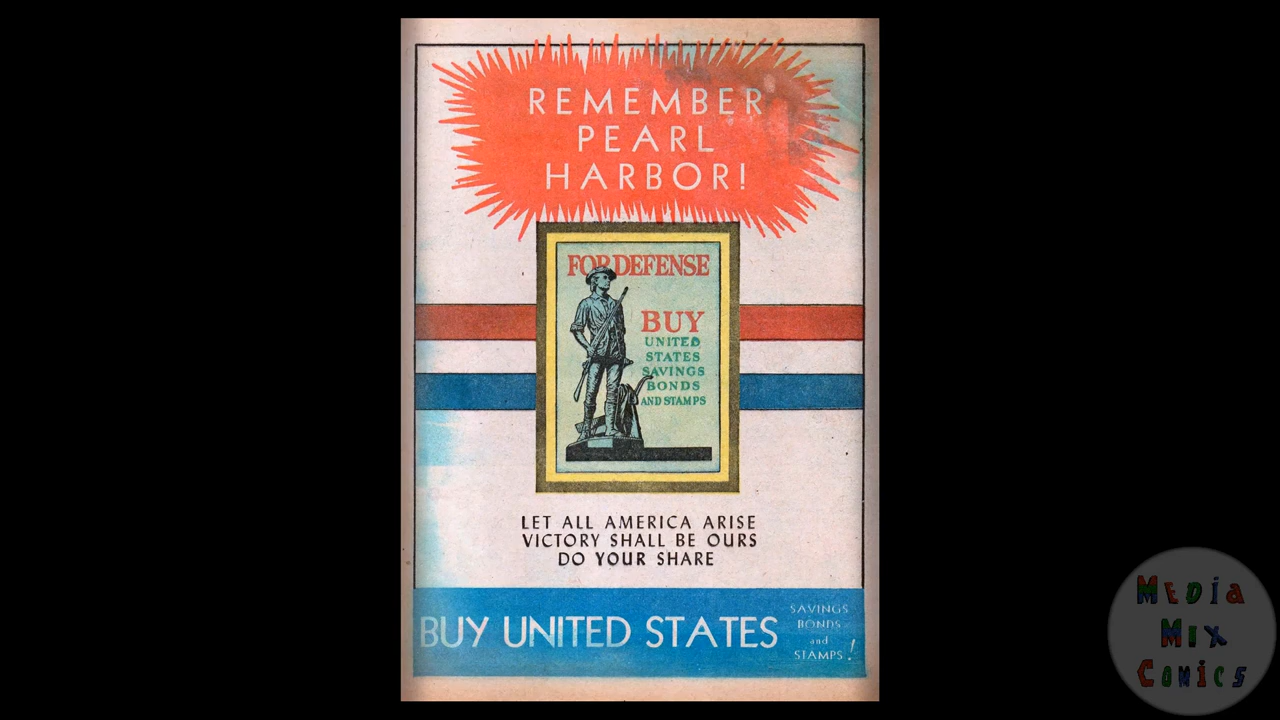 REMEMBER
PEARL
HARBOR!
FOR DEFENSE
BUY
UNITED
STATES
SAVINGS
BONDS
AND STAMPS
LET ALL AMERICA ARISE
VICTORY SHALL BE OURS
DO YOUR SHARE
BUY UNITED STATES
SAVINGS
BONDS
and
STAMPS!
MEDiA
MiX
COMiCS